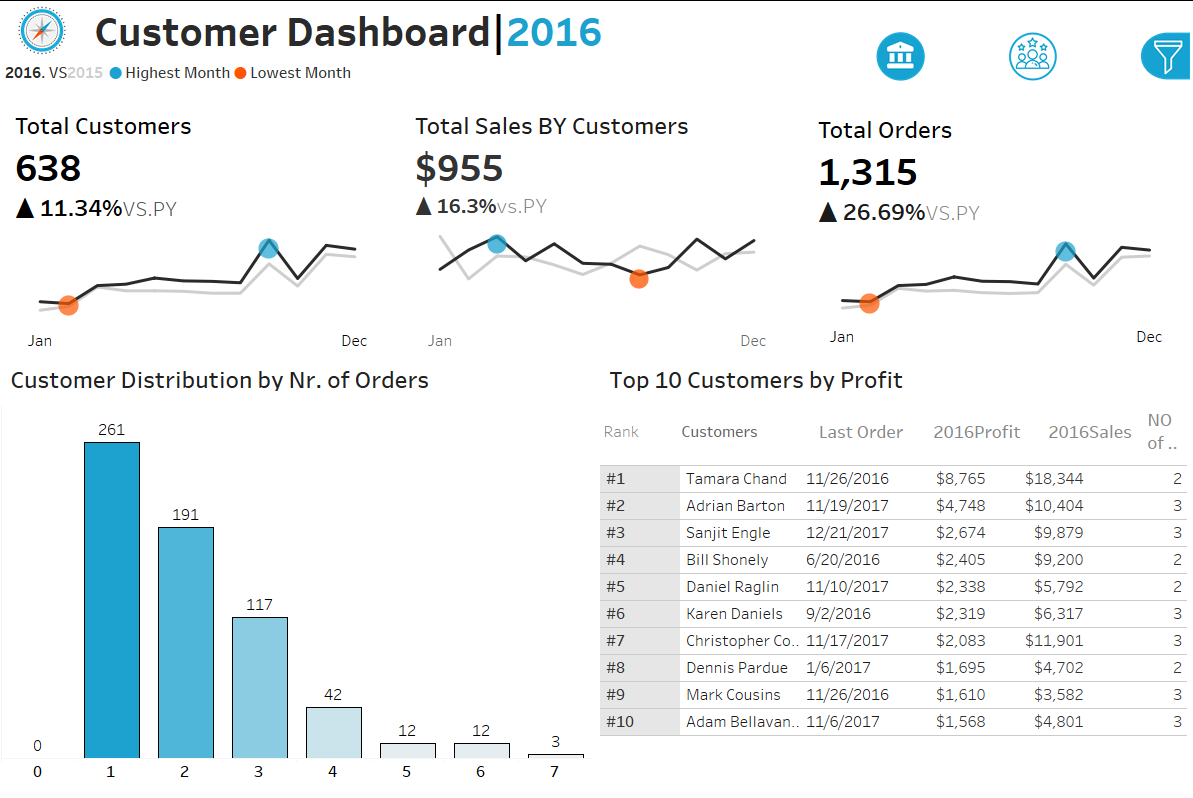 Customer Dashboard|2016
2016. VS2015 Highest Month Lowest Month
Total Customers
638
▲ 11.34%VS.PY
Jan Dec
Total Sales BY Customers
$955
▲ 16.3%vs.PY
Jan Dec
Total Orders
1,315
▲ 26.69%VS.PY
Jan Dec
Customer Distribution by Nr. of Orders
261
191
117
42
12
12
3
0
0 1 2 3 4 5 6 7
Top 10 Customers by Profit
Rank Customers Last Order 2016Profit 2016Sales NO
of ..
#1 Tamara Chand 11/26/2016 $8,765 $18,344 2
#2 Adrian Barton 11/19/2017 $4,748 $10,404 3
#3 Sanjit Engle 12/21/2017 $2,674 $9,879 3
#4 Bill Shonely 6/20/2016 $2,405 $9,200 2
#5 Daniel Raglin 11/10/2017 $2,338 $5,792 2
#6 Karen Daniels 9/2/2016 $2,319 $6,317 3
#7 Christopher Co.. 11/17/2017 $2,083 $11,901 3
#8 Dennis Pardue 1/6/2017 $1,695 $4,702 2
#9 Mark Cousins 11/26/2016 $1,610 $3,582 3
#10 Adam Bellavan.. 11/6/2017 $1,568 $4,801 3